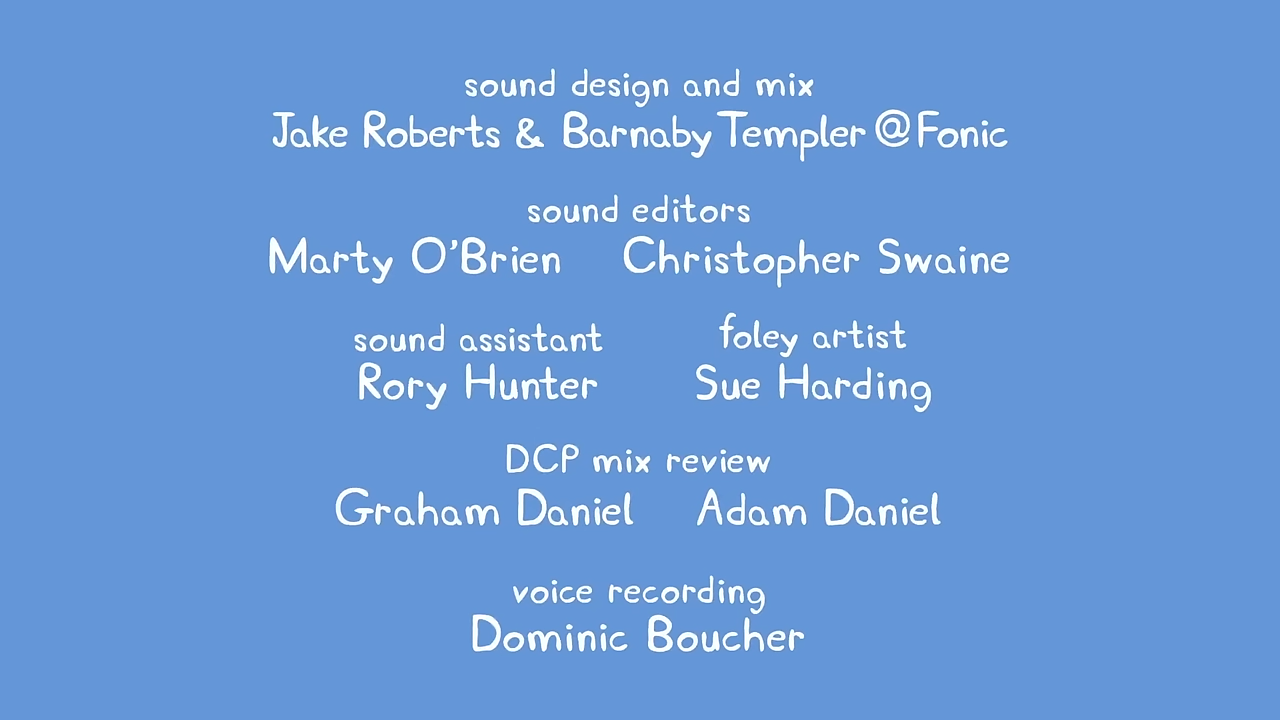 sound design and mix
Jake Roberts & Barnaby Templer @ Fonic
sound editors
Marty O'Brien Christopher Swaine
sound assistant foley artist
Rory Hunter Sue Harding
DCP mix review
Graham Daniel Adam Daniel
voice recording
Dominic Boucher